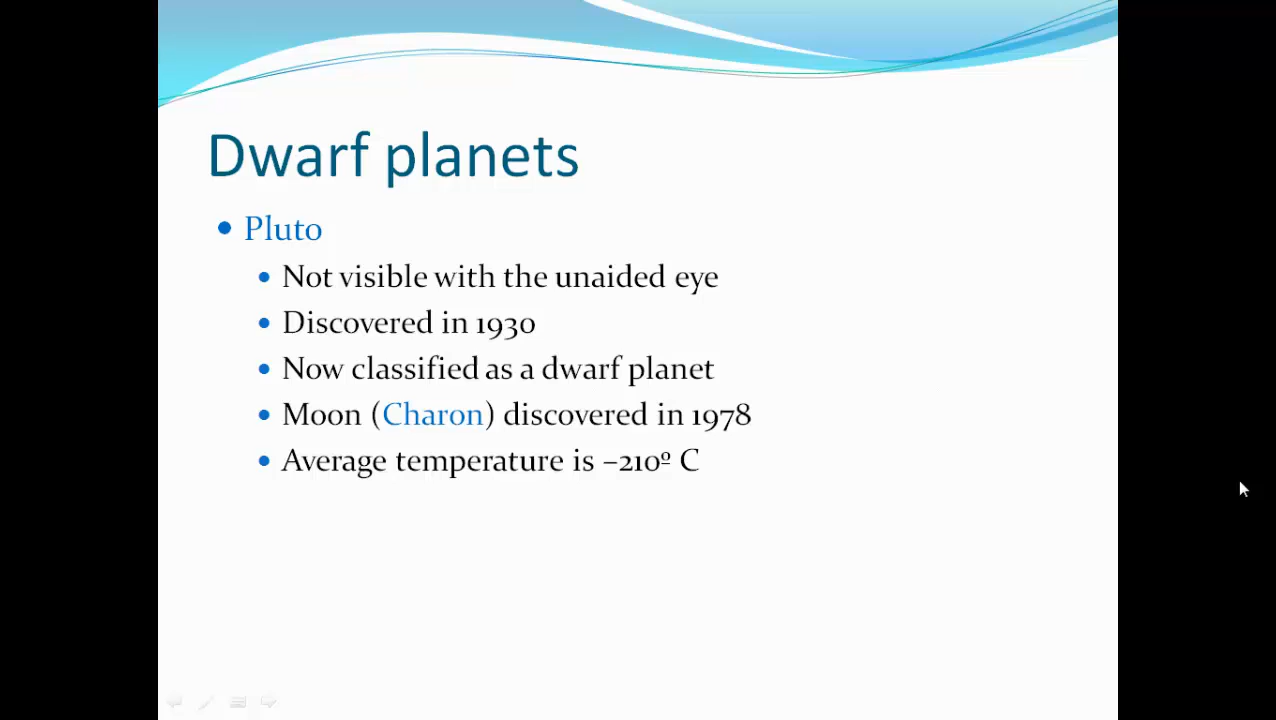 Dwarf planets
• Pluto
• Not visible with the unaided eye
• Discovered in 1930
• Now classified as a dwarf planet
• Moon (Charon) discovered in 1978
• Average temperature is –210º C